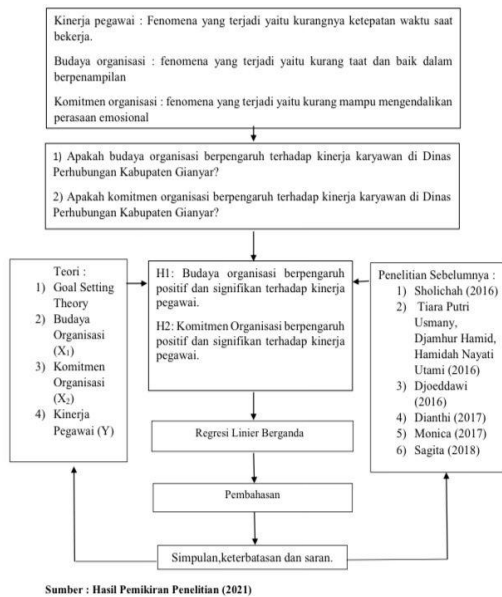 Kinerja pegawai : Fenomena yang terjadi yaitu kurangnya ketepatan waktu saat
bekerja.
Budaya organisasi : fenomena yang terjadi yaitu kurang taat dan baik dalam
berpenampilan
Komitmen organisasi : fenomena yang terjadi yaitu kurang mampu mengendalikan
perasaan emosional
1) Apakah budaya organisasi berpengaruh terhadap kinerja karyawan di Dinas
Perhubungan Kabupaten Gianyar?
2) Apakah komitmen organisasi berpengaruh terhadap kinerja karyawan di Dinas
Perhubungan Kabupaten Gianyar?
Teori :
1) Goal Setting
Theory
2) Budaya
Organisasi
(X₁)
3) Komitmen
Organisasi
(X₂)
4) Kinerja
Pegawai (Y)
H1: Budaya organisasi berpengaruh
positif dan signifikan terhadap kinerja
pegawai.
H2: Komitmen Organisasi berpengaruh
positif dan signifikan terhadap kinerja
pegawai.
Penelitian Sebelumnya :
1) Sholichah (2016)
2) Tiara Putri
Usmany,
Djamhur Hamid,
Hamidah Nayati
Utami (2016)
3) Djoeddawi
(2016)
4) Dianthi (2017)
5) Monica (2017)
6) Sagita (2018)
Regresi Linier Berganda
Pembahasan
Simpulan,keterbatasan dan saran.
Sumber : Hasil Pemikiran Penelitian (2021)